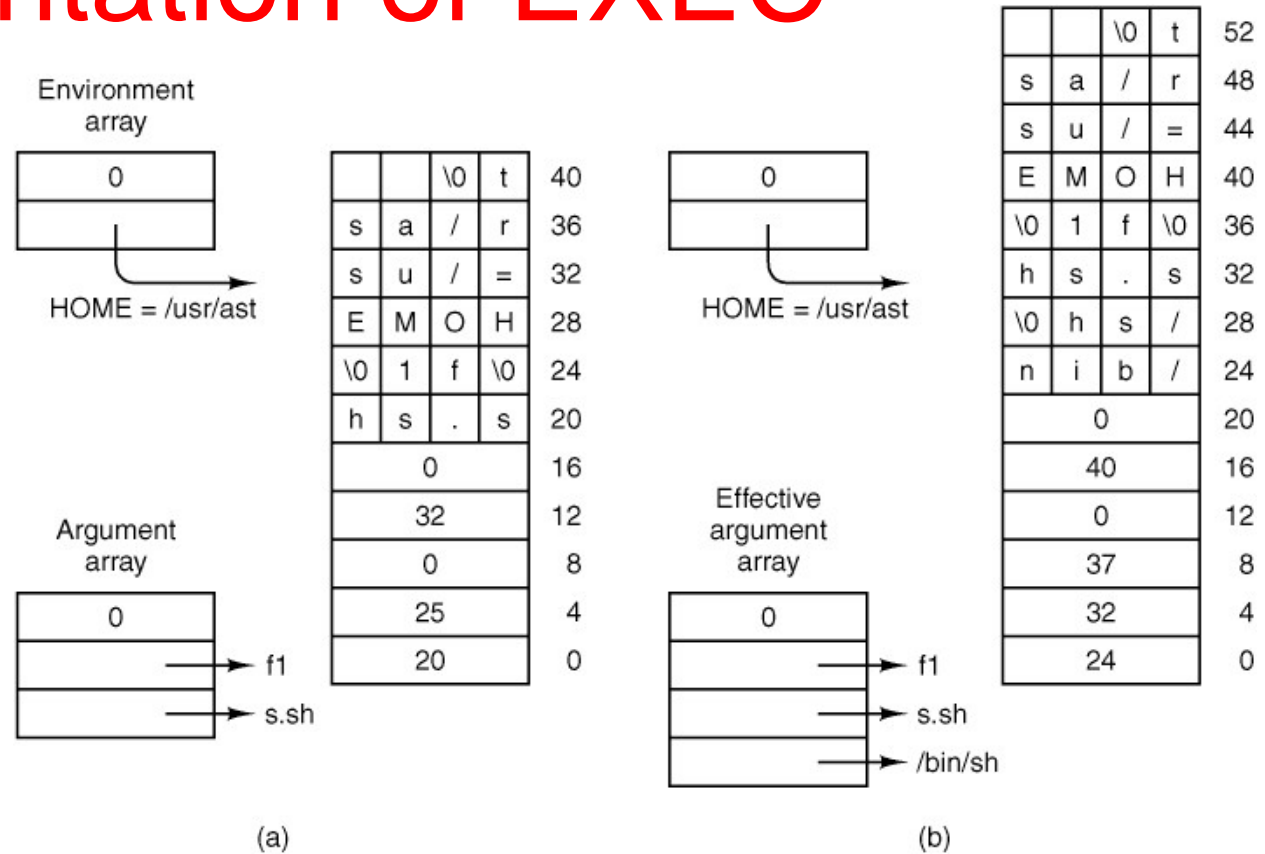 Environment
array
0
HOME = /usr/ast
Argument
array
0
f1
s.sh
\0 t 40
s a / r 36
s u / = 32
E M O H 28
\0 1 f \0 24
h s . s 20
0 16
32 12
0 8
25 4
20 0
(a)
0
HOME = /usr/ast
Effective
argument
array
0
f1
s.sh
/bin/sh
\0 t 52
s a / r 48
s u / = 44
E M O H 40
\0 1 f \0 36
h s . s 32
\0 h s / 28
n i b / 24
0 20
40 16
0 12
37 8
32 4
24 0
(b)